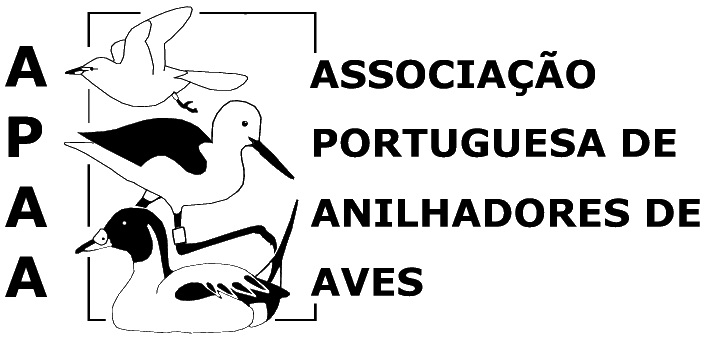 A ASSOCIAÇÃO
P PORTUGUESA DE
A ANILHADORES DE
A AVES